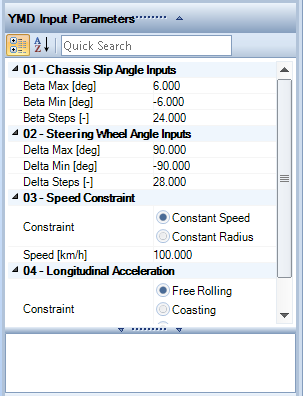 YMD Input Parameters
Quick Search
01 - Chassis Slip Angle Inputs
Beta Max [deg] 6.000
Beta Min [deg] -6.000
Beta Steps [-] 24.000
02 - Steering Wheel Angle Inputs
Delta Max [deg] 90.000
Delta Min [deg] -90.000
Delta Steps [-] 28.000
03 - Speed Constraint
Constraint Constant Speed
Constant Radius
Speed [km/h] 100.000
04 - Longitudinal Acceleration
Constraint Free Rolling
Coasting